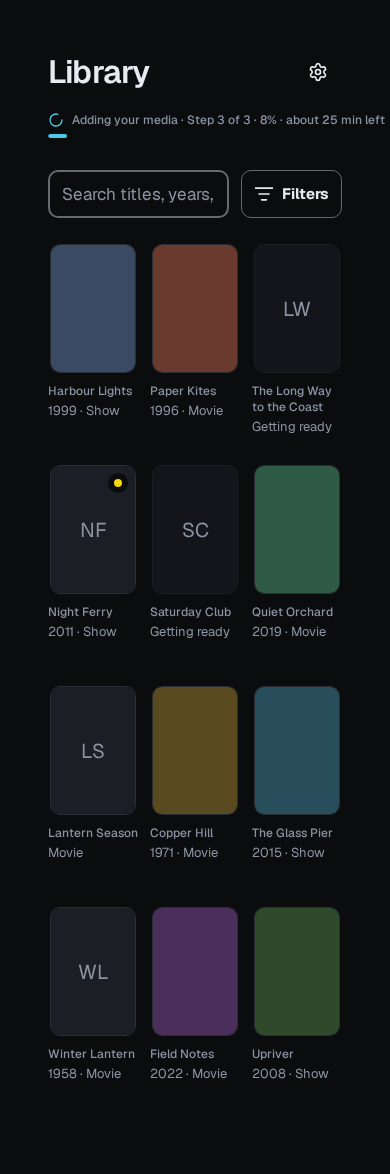 Library
Adding your media · Step 3 of 3 · 8% · about 25 min left
Search titles, years,
Filters
LW
Harbour Lights
1999 · Show
Paper Kites
1996 · Movie
The Long Way
to the Coast
Getting ready
NF
SC
Night Ferry
2011 · Show
Saturday Club
Getting ready
Quiet Orchard
2019 · Movie
LS
Lantern Season
Movie
Copper Hill
1971 · Movie
The Glass Pier
2015 · Show
WL
Winter Lantern
1958 · Movie
Field Notes
2022 · Movie
Upriver
2008 · Show